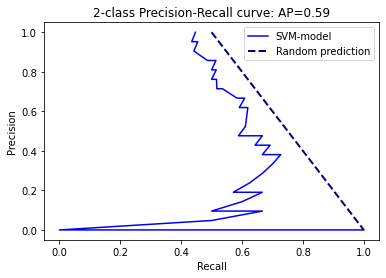 2-class Precision-Recall curve: AP=0.59
SVM-model
Random prediction
Precision
1.0
0.8
0.6
0.4
0.2
0.0
0.0 0.2 0.4 0.6 0.8 1.0
Recall